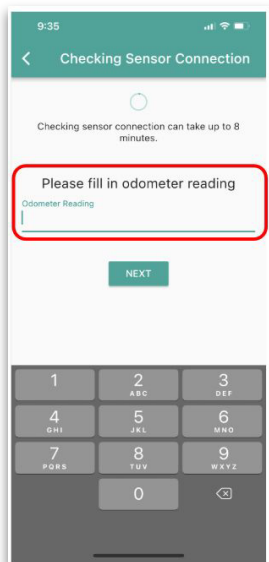 9:35
Checking Sensor Connection
Checking sensor connection can take up to 8
minutes.
Please fill in odometer reading
Odometer Reading
NEXT
1 2 3
ABC DEF
4 5 6
GHI JKL MNO
7 8 9
PQRS TUV WXYZ
0